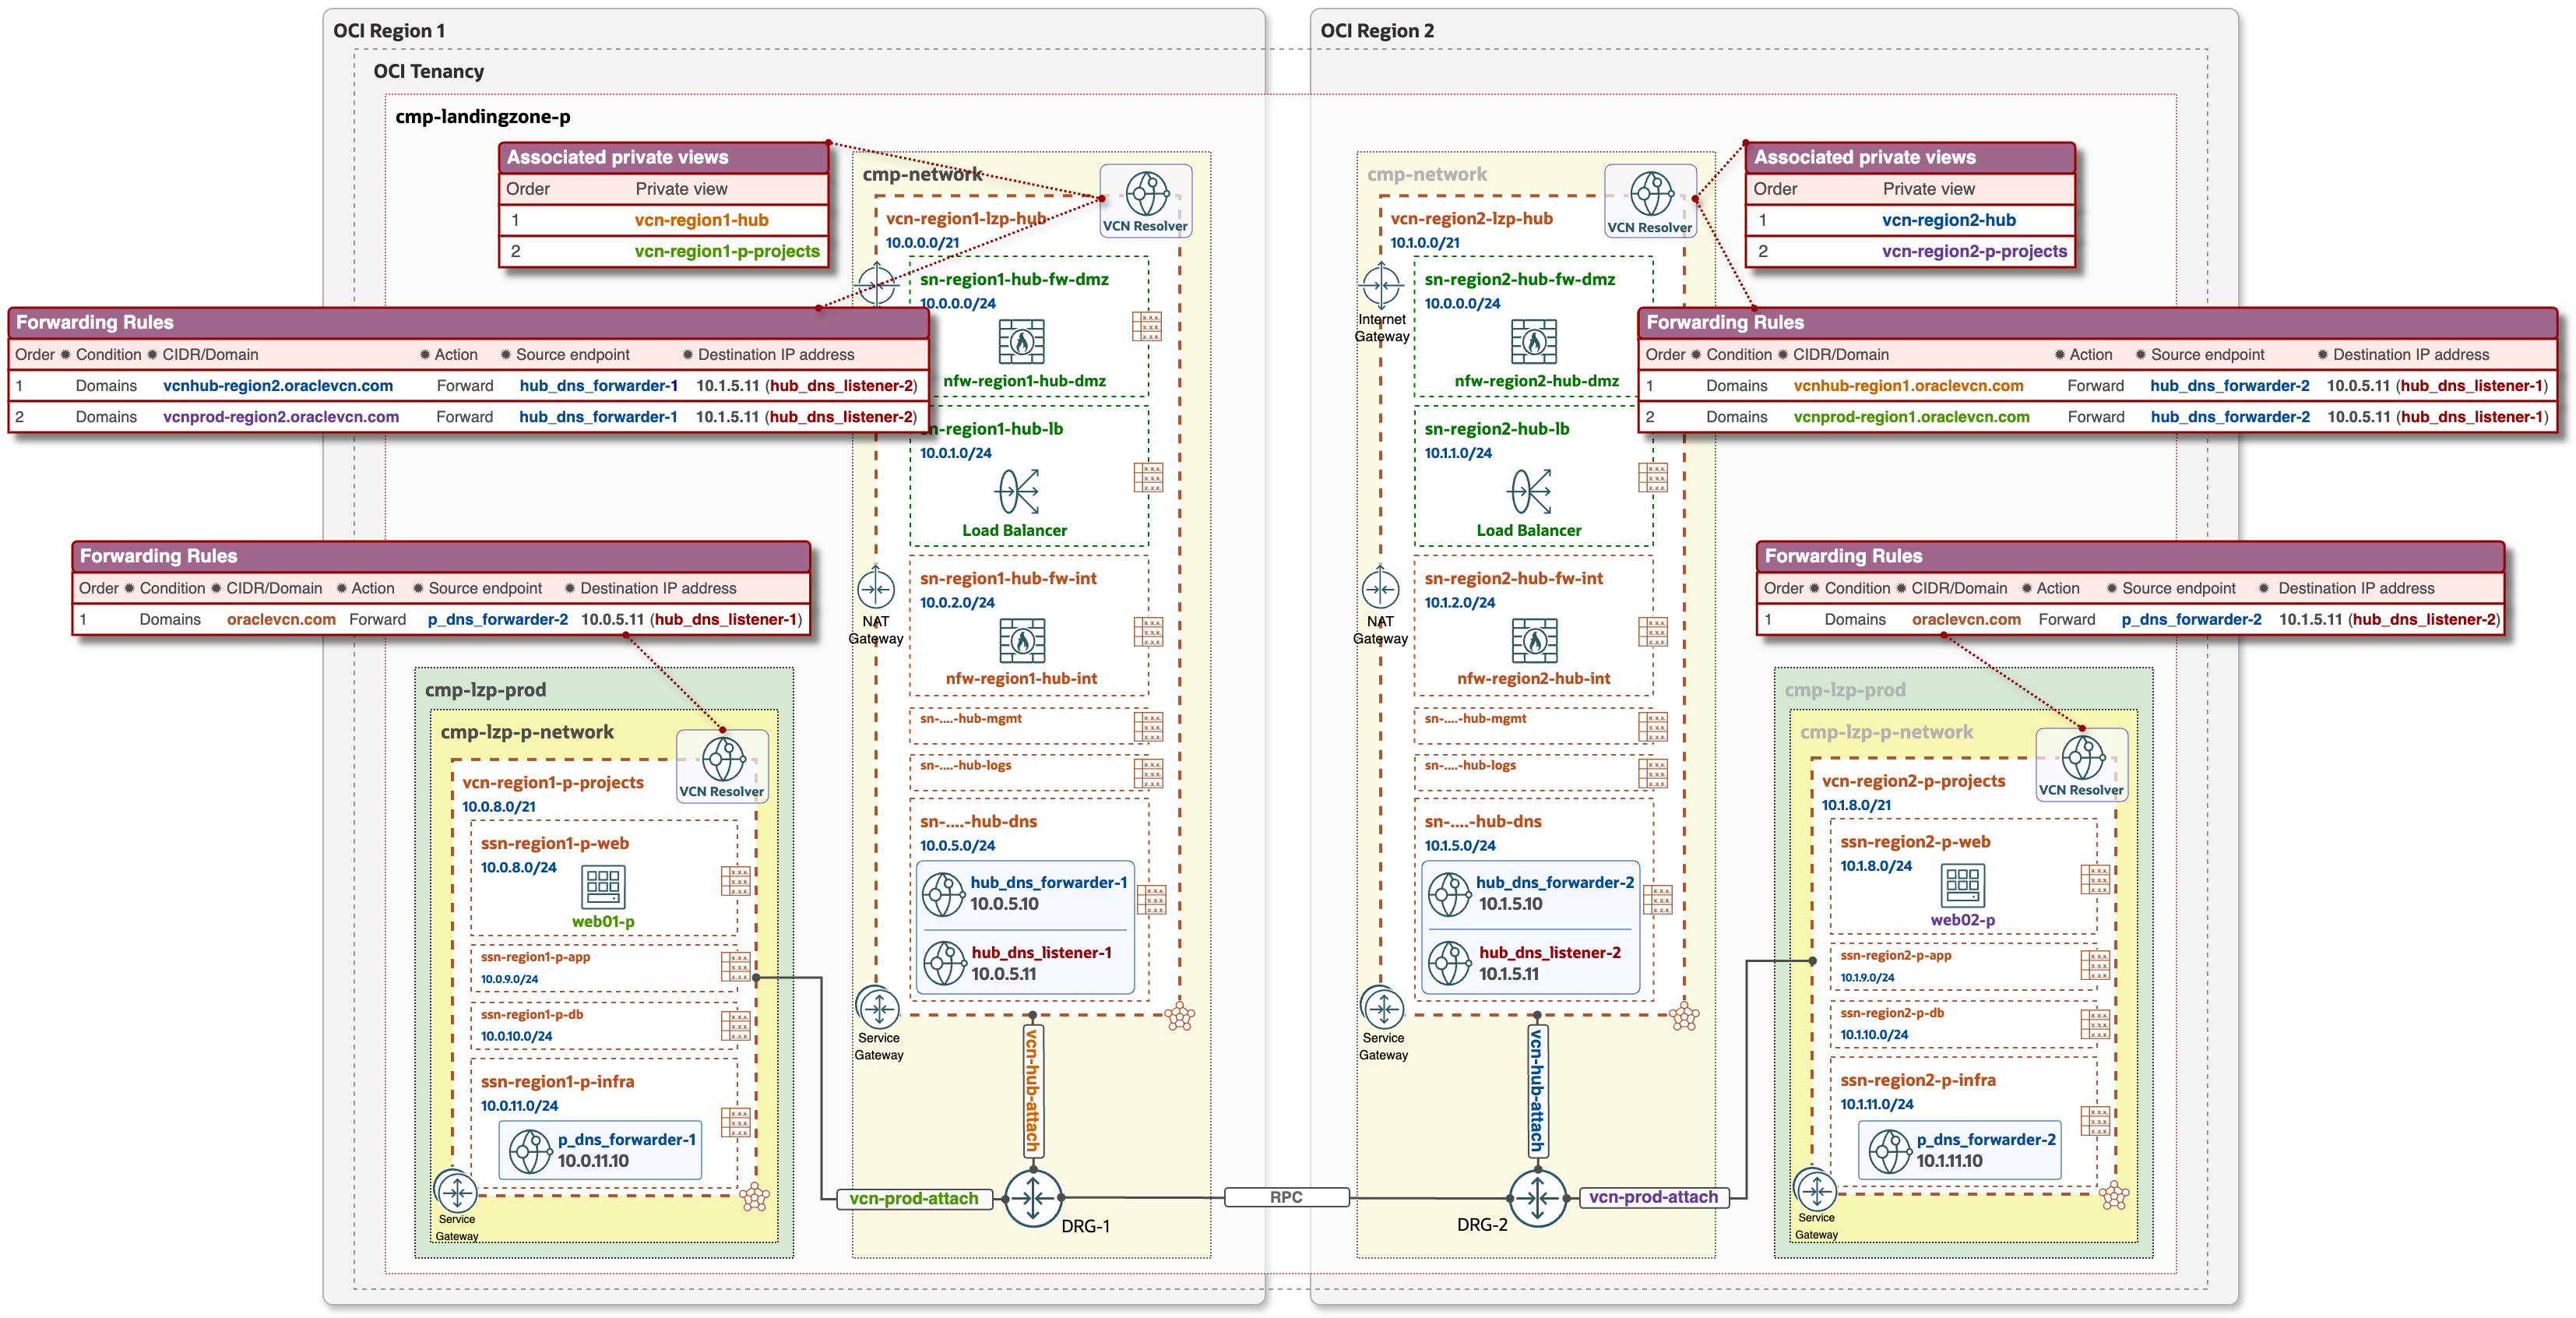 OCI Region 1
OCI Region 2
OCI Tenancy
cmp-landingzone-p
Associated private views
Order Private view
1 vcn-region1-hub
2 vcn-region1-p-projects
cmp-network
VCN Resolver
vcn-region1-lzp-hub
10.0.0.0/21
sn-region1-hub-fw-dmz
10.0.0.0/24
nfw-region1-hub-dmz
Forwarding Rules
Order ✷ Condition ✷ CIDR/Domain ✷ Action ✷ Source endpoint ✷ Destination IP address
1 Domains vcnhub-region2.oraclevcn.com Forward hub_dns_forwarder-1 10.1.5.11 (hub_dns_listener-2)
2 Domains vcnprod-region2.oraclevcn.com Forward hub_dns_forwarder-1 10.1.5.11 (hub_dns_listener-2)
sn-region1-hub-lb
10.0.1.0/24
Load Balancer
sn-region1-hub-fw-int
10.0.2.0/24
nfw-region1-hub-int
NAT
Gateway
sn-....-hub-mgmt
sn-....-hub-logs
sn-....-hub-dns
10.0.5.0/24
hub_dns_forwarder-1
10.0.5.10
hub_dns_listener-1
10.0.5.11
Service
Gateway
vcn-hub-attach
vcn-prod-attach
DRG-1
RPC
Forwarding Rules
Order ✷ Condition ✷ CIDR/Domain ✷ Action ✷ Source endpoint ✷ Destination IP address
1 Domains oraclevcn.com Forward p_dns_forwarder-2 10.0.5.11 (hub_dns_listener-1)
cmp-lzp-prod
cmp-lzp-p-network
VCN Resolver
vcn-region1-p-projects
10.0.8.0/21
ssn-region1-p-web
10.0.8.0/24
web01-p
ssn-region1-p-app
10.0.9.0/24
ssn-region1-p-db
10.0.10.0/24
ssn-region1-p-infra
10.0.11.0/24
p_dns_forwarder-1
10.0.11.10
Service
Gateway
cmp-network
VCN Resolver
vcn-region2-lzp-hub
10.1.0.0/21
sn-region2-hub-fw-dmz
10.0.0.0/24
nfw-region2-hub-dmz
Internet
Gateway
sn-region2-hub-lb
10.1.1.0/24
Load Balancer
sn-region2-hub-fw-int
10.1.2.0/24
nfw-region2-hub-int
NAT
Gateway
sn-....-hub-mgmt
sn-....-hub-logs
sn-....-hub-dns
10.1.5.0/24
hub_dns_forwarder-2
10.1.5.10
hub_dns_listener-2
10.1.5.11
Service
Gateway
vcn-hub-attach
DRG-2
vcn-prod-attach
Associated private views
Order Private view
1 vcn-region2-hub
2 vcn-region2-p-projects
Forwarding Rules
Order ✷ Condition ✷ CIDR/Domain ✷ Action ✷ Source endpoint ✷ Destination IP address
1 Domains vcnhub-region1.oraclevcn.com Forward hub_dns_forwarder-2 10.0.5.11 (hub_dns_listener-1)
2 Domains vcnprod-region1.oraclevcn.com Forward hub_dns_forwarder-2 10.0.5.11 (hub_dns_listener-1)
Forwarding Rules
Order ✷ Condition ✷ CIDR/Domain ✷ Action ✷ Source endpoint ✷ Destination IP address
1 Domains oraclevcn.com Forward p_dns_forwarder-2 10.1.5.11 (hub_dns_listener-2)
cmp-lzp-prod
cmp-lzp-p-network
VCN Resolver
vcn-region2-p-projects
10.1.8.0/21
ssn-region2-p-web
10.1.8.0/24
web02-p
ssn-region2-p-app
10.1.9.0/24
ssn-region2-p-db
10.1.10.0/24
ssn-region2-p-infra
10.1.11.0/24
p_dns_forwarder-2
10.1.11.10
Service
Gateway